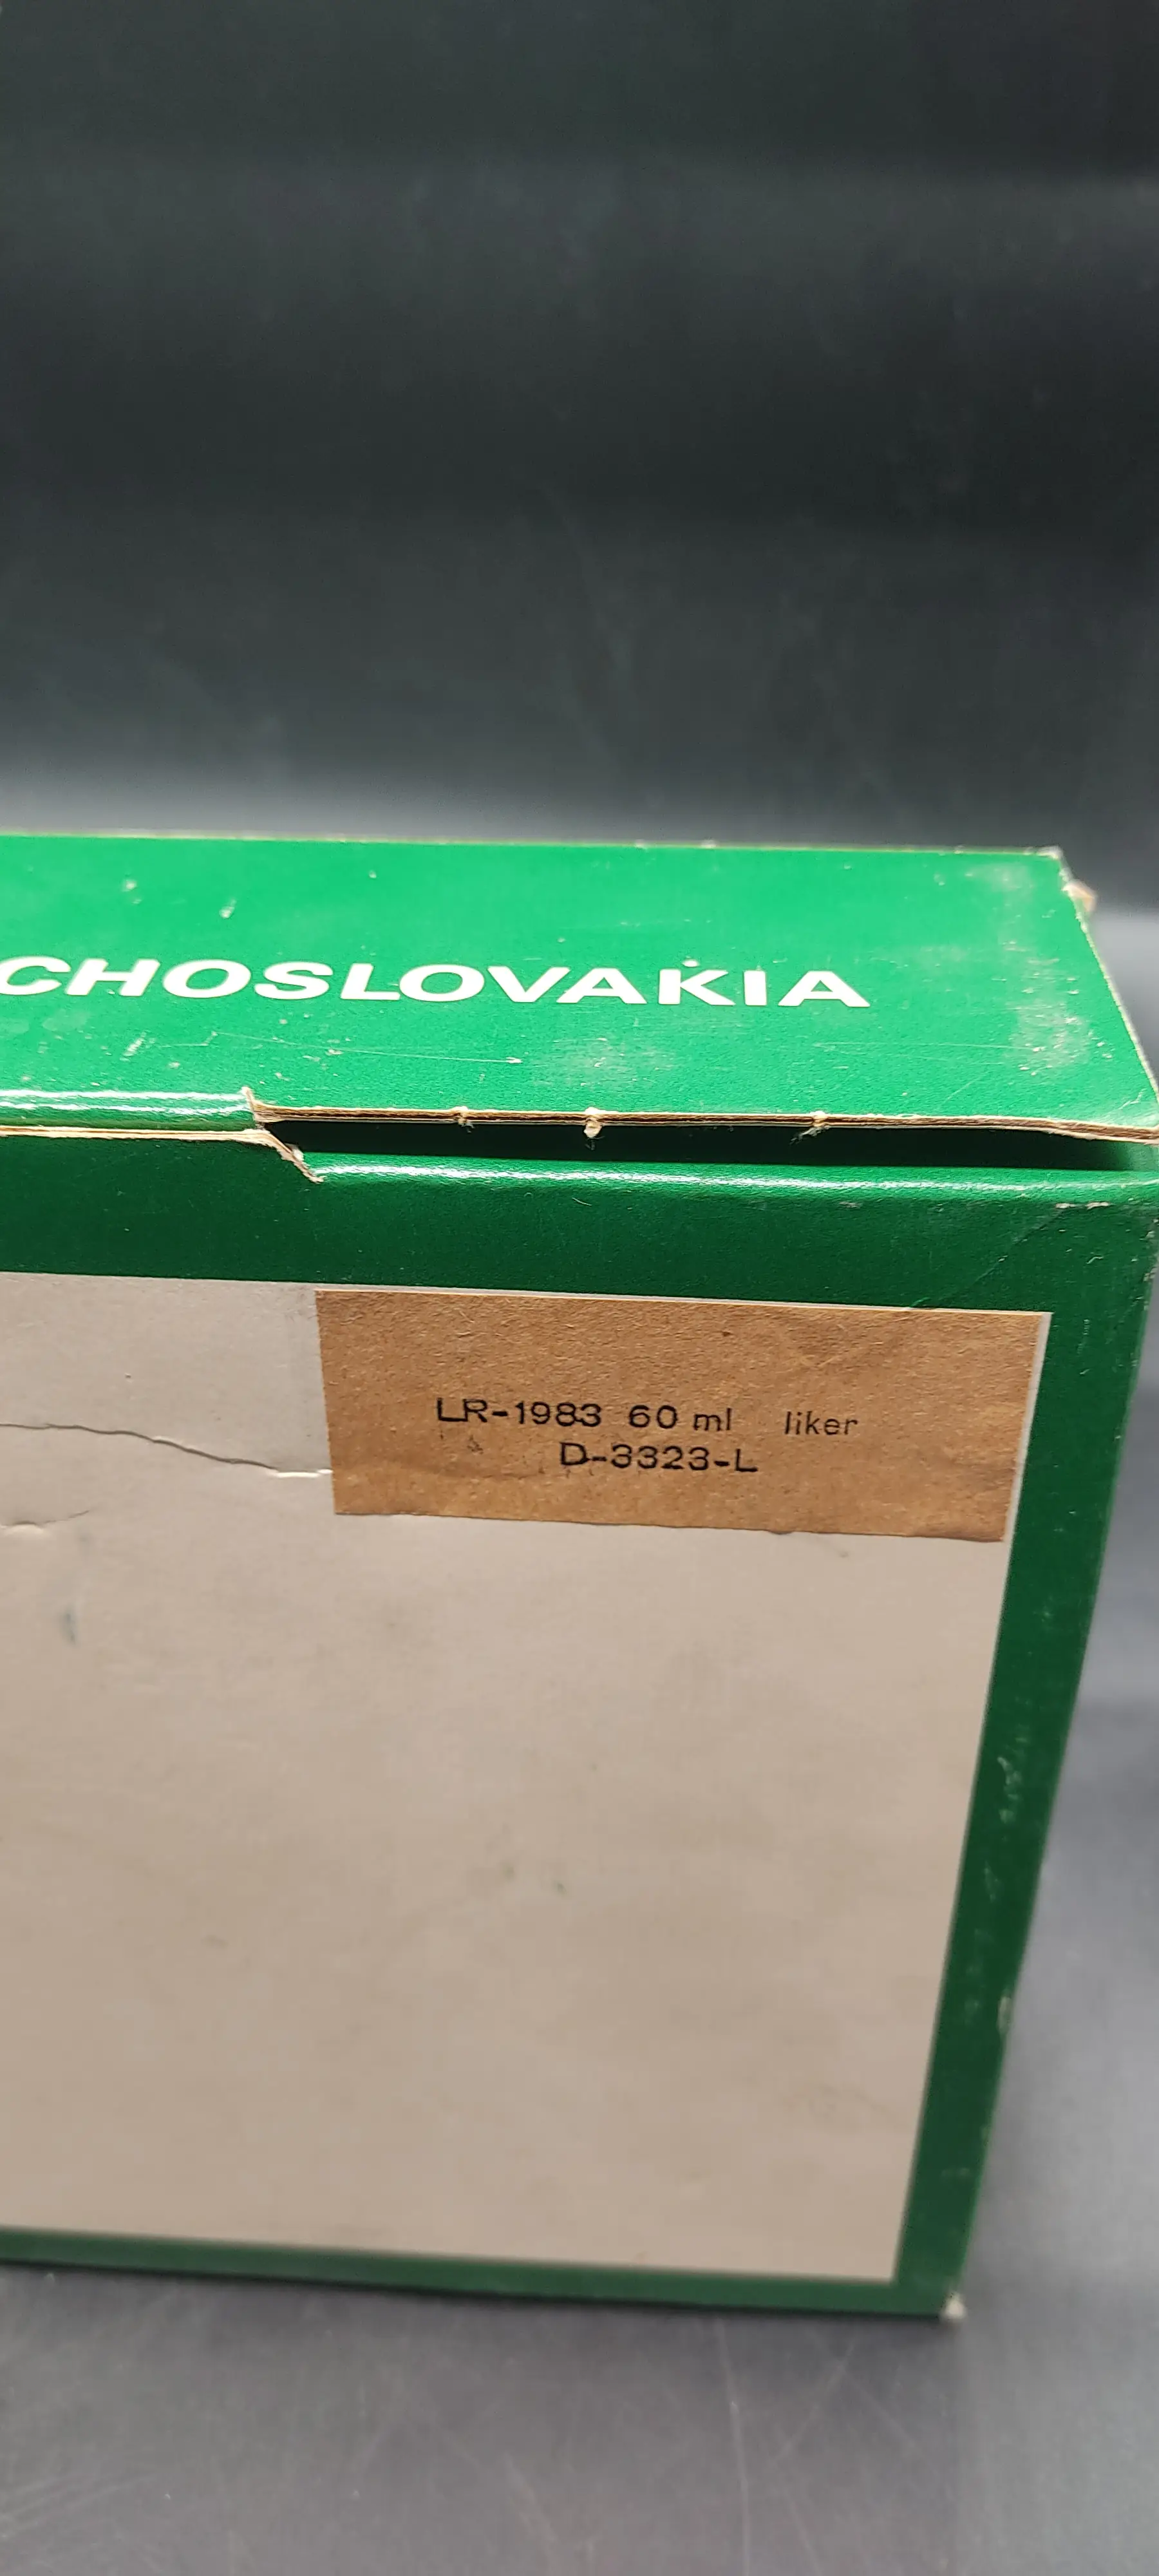 CHOSLOVAKIA
LR-1983 60 ml liker
D-3323-L